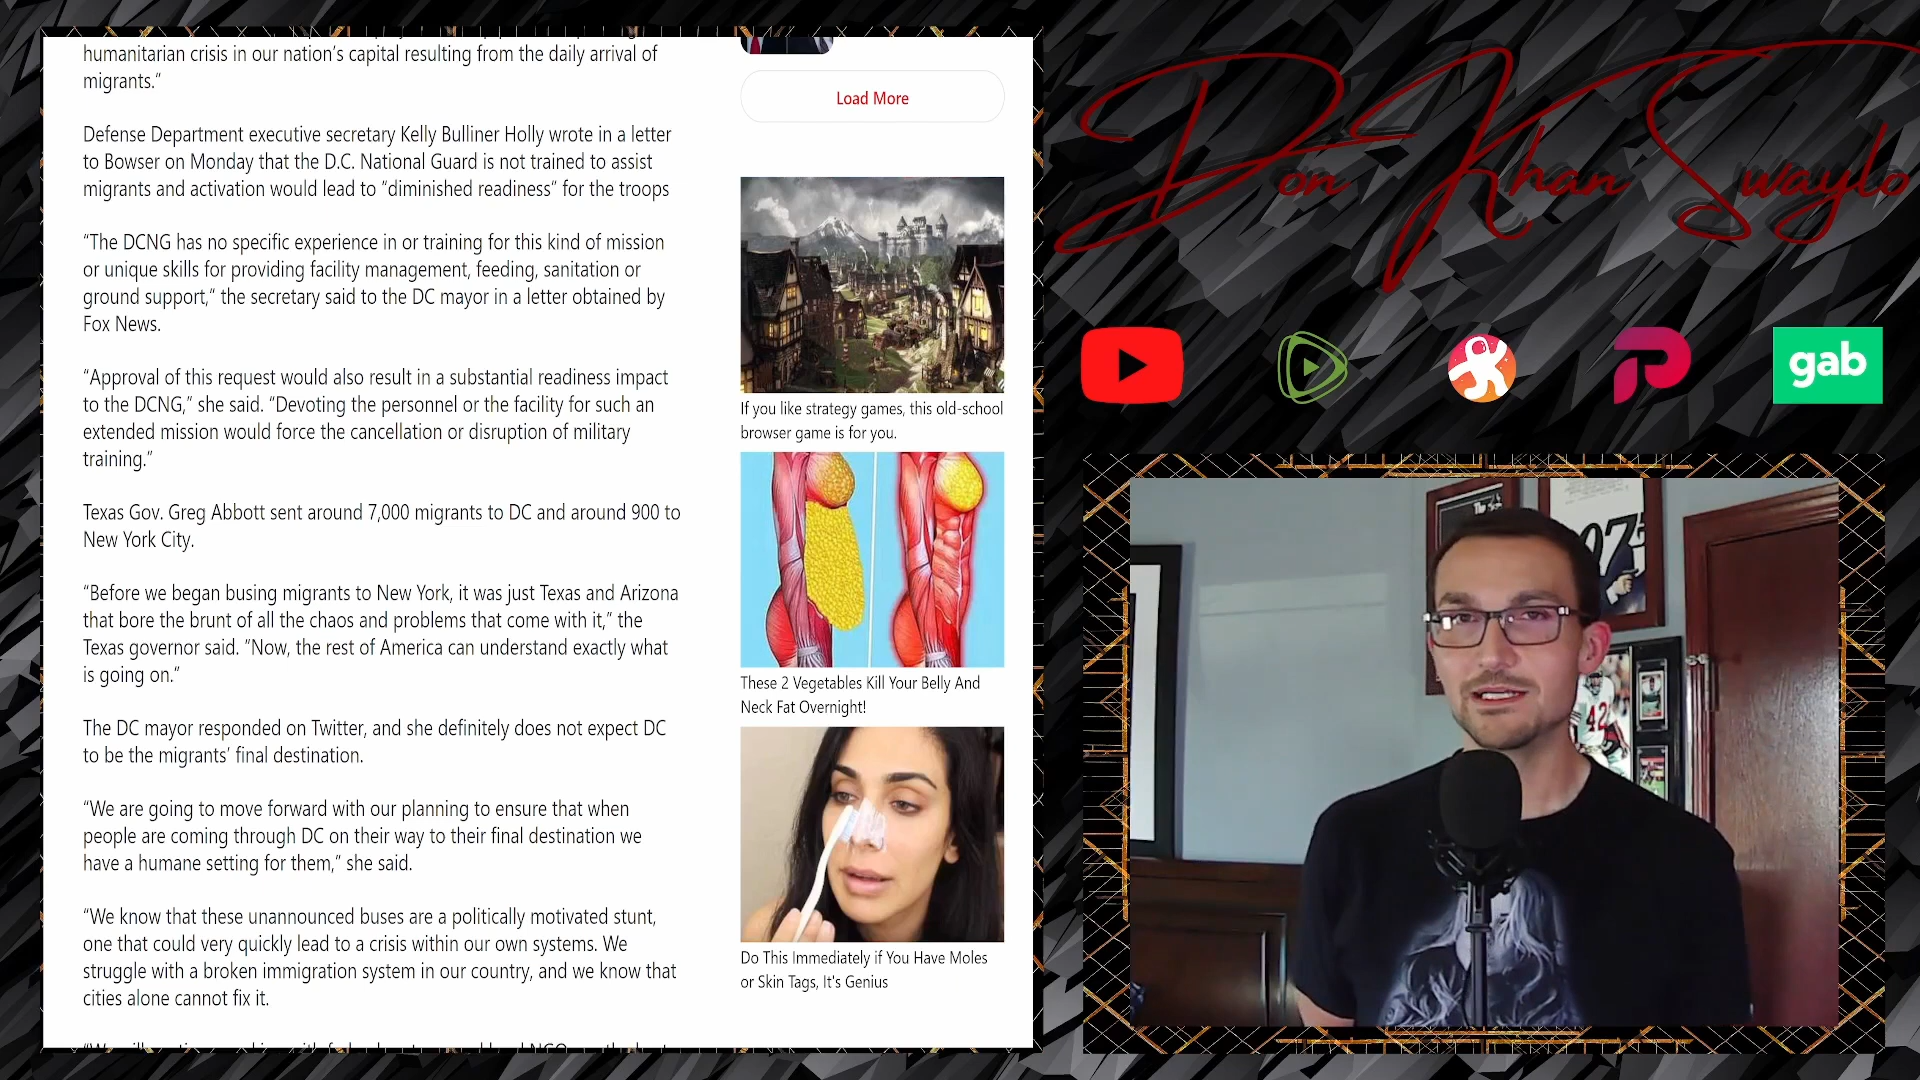 humanitarian crisis in our nation’s capital resulting from the daily arrival of
migrants.“
Defense Department executive secretary Kelly Bulliner Holly wrote in a letter
to Bowser on Monday that the D.C. National Guard is not trained to assist
migrants and activation would lead to “diminished readiness” for the troops
“The DCNG has no specific experience in or training for this kind of mission
or unique skills for providing facility management, feeding, sanitation or
ground support,“ the secretary said to the DC mayor in a letter obtained by
Fox News.
“Approval of this request would also result in a substantial readiness impact
to the DCNG,” she said. “Devoting the personnel or the facility for such an
extended mission would force the cancellation or disruption of military
training.”
Texas Gov. Greg Abbott sent around 7,000 migrants to DC and around 900 to
New York City.
“Before we began busing migrants to New York, it was just Texas and Arizona
that bore the brunt of all the chaos and problems that come with it,” the
Texas governor said. “Now, the rest of America can understand exactly what
is going on.“
The DC mayor responded on Twitter, and she definitely does not expect DC
to be the migrants’ final destination.
“We are going to move forward with our planning to ensure that when
people are coming through DC on their way to their final destination we
have a humane setting for them,” she said.
“We know that these unannounced buses are a politically motivated stunt,
one that could very quickly lead to a crisis within our own systems. We
struggle with a broken immigration system in our country, and we know that
cities alone cannot fix it.
Load More
If you like strategy games, this old-school
browser game is for you.
These 2 Vegetables Kill Your Belly And
Neck Fat Overnight!
Do This Immediately if You Have Moles
or Skin Tags, It's Genius
Don Khan Swaylo
gab
007
42